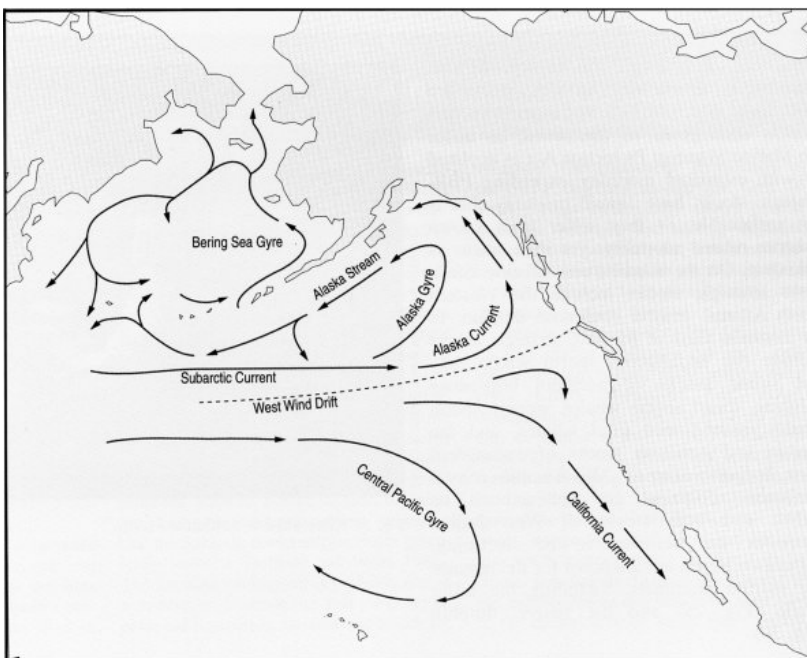 Bering Sea Gyre
Alaska Stream
Alaska Gyre
Alaska Current
Subarctic Current
West Wind Drift
Central Pacific Gyre
California Current